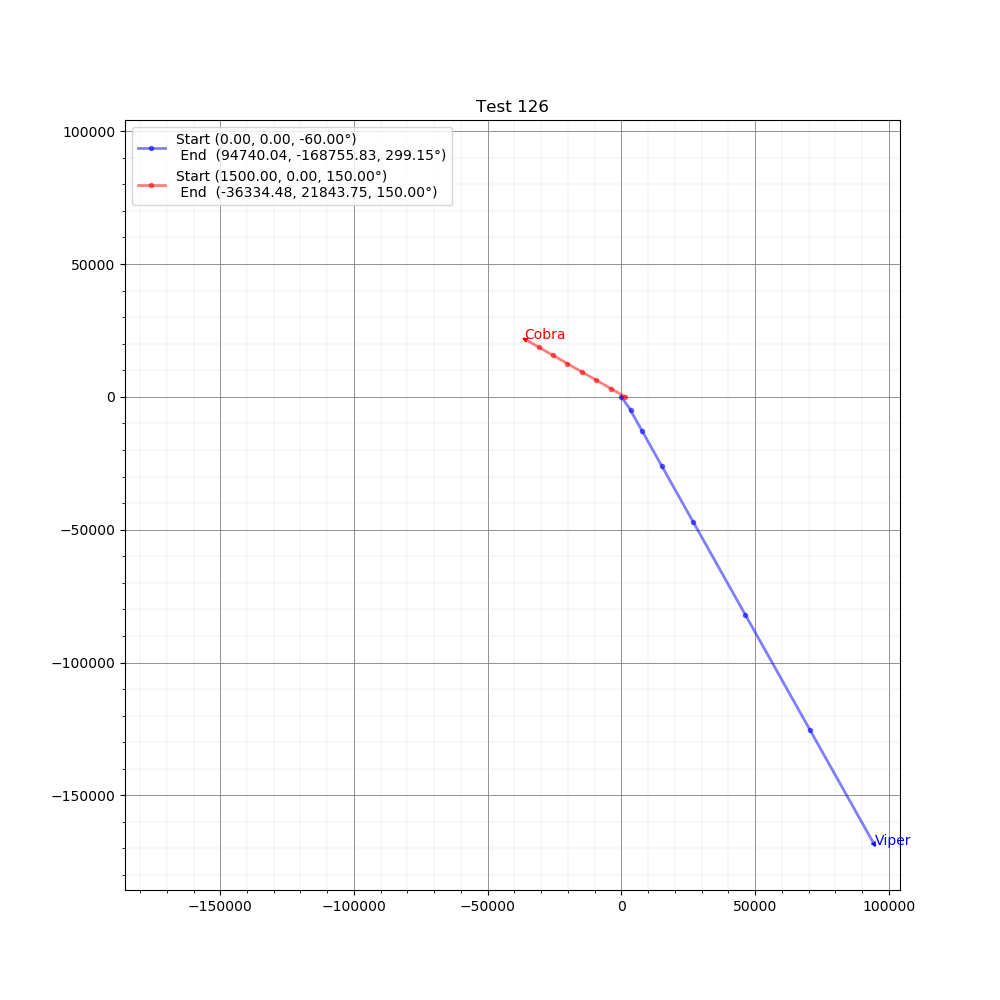 Test 126
Start (0.00, 0.00, -60.00°)
End  (94740.04, -168755.83, 299.15°)
Start (1500.00, 0.00, 150.00°)
End  (-36334.48, 21843.75, 150.00°)
100000
50000
0
−50000
−100000
−150000
Cobra
Viper
−150000
−100000
−50000
0
50000
100000